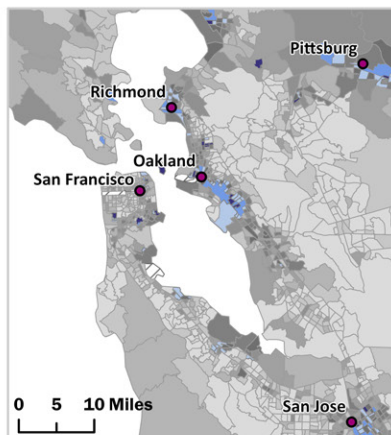 Pittsburg
Richmond
Oakland
San Francisco
San Jose
0 5 10 Miles